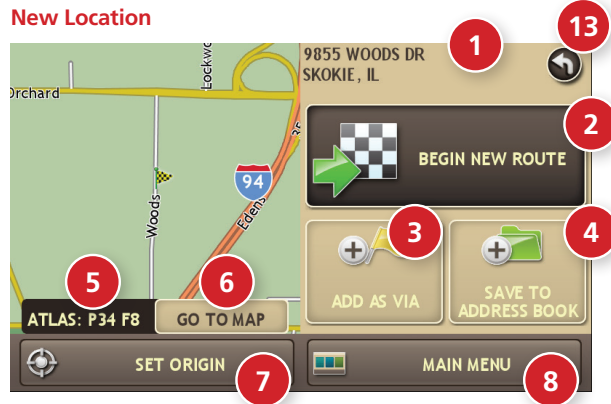 New Location
13
1
9855 WOODS DR
SKOKIE, IL
Lockwo
Orchard
2
BEGIN NEW ROUTE
94
Edens
Woods
3
4
5
6
ADD AS VIA
SAVE TO
ADDRESS BOOK
ATLAS: P34 F8
GO TO MAP
SET ORIGIN
7
MAIN MENU
8